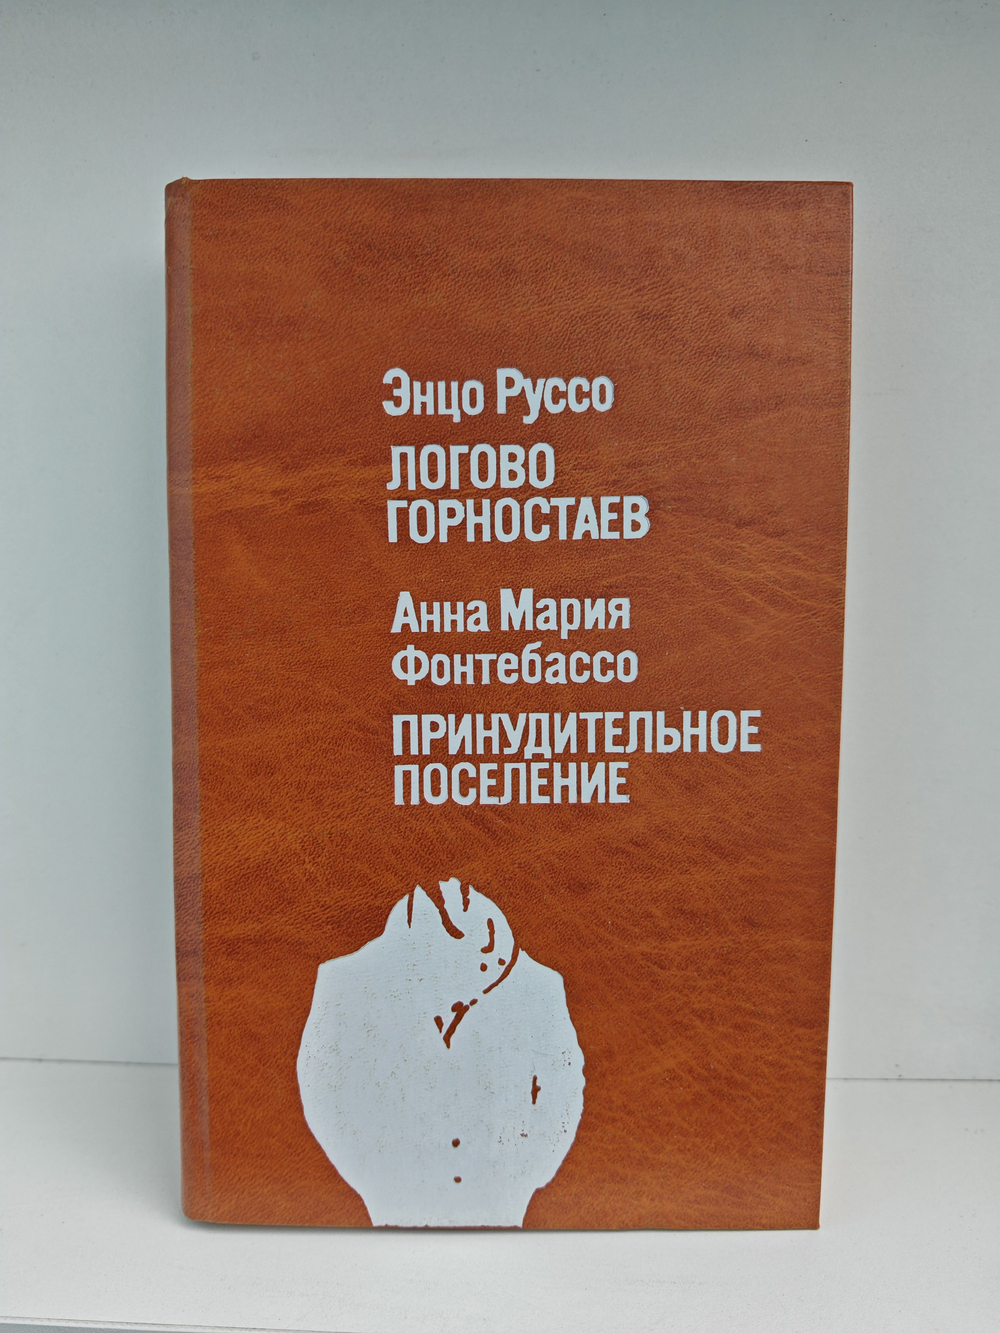 Энцо Руссо
ЛОГОВО
ГОРНОСТАЕВ
Анна Мария
Фонтебассо
ПРИНУДИТЕЛЬНОЕ
ПОСЕЛЕНИЕ